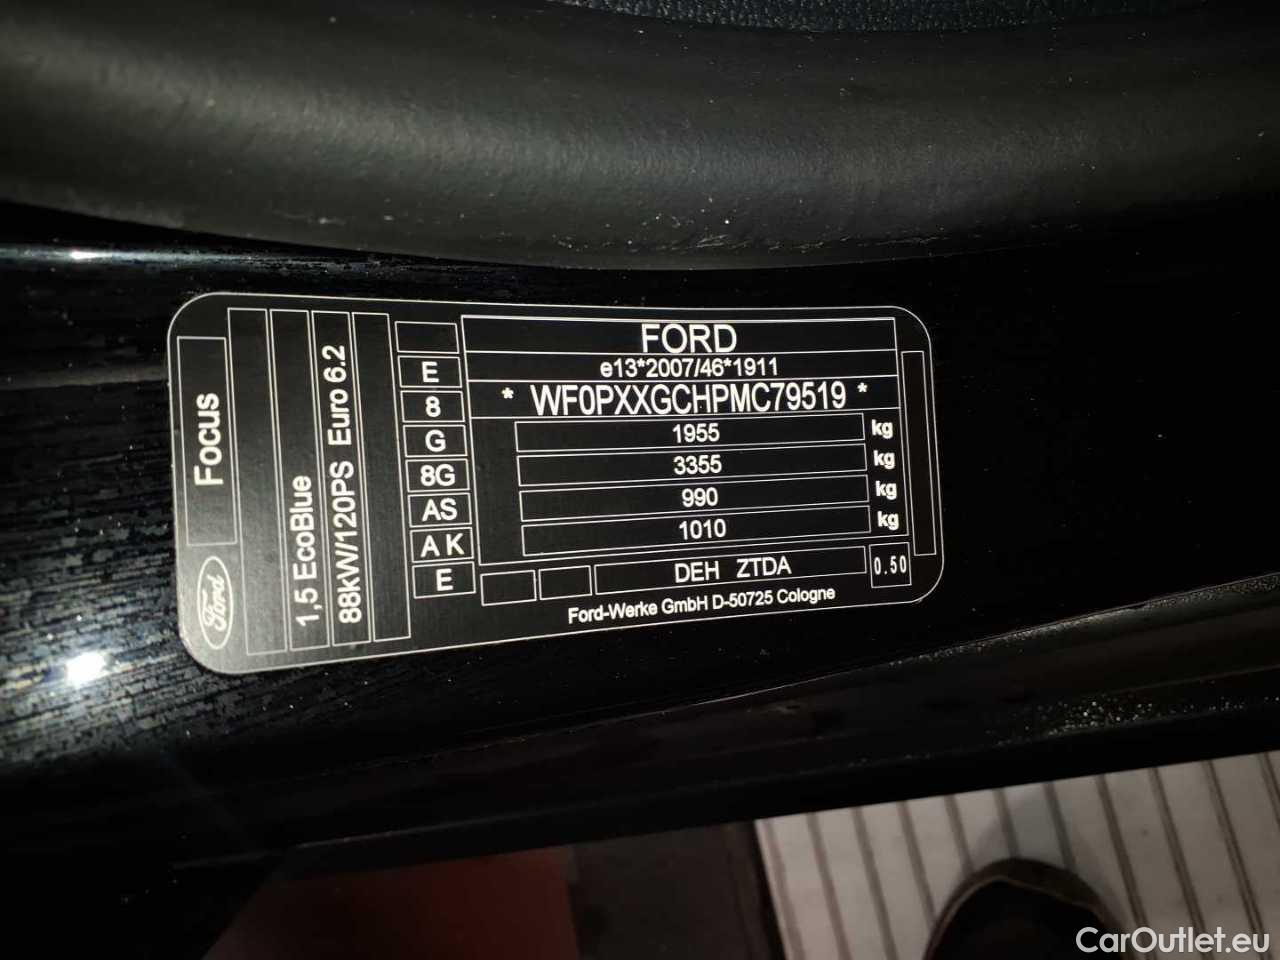 Focus
Ford
1,5 EcoBlue
88kW/120PS Euro 6.2
E
8
G
8G
AS
A K
E
FORD
e13*2007/46*1911
* WF0PXXGCHPMC79519 *
1955 kg
3355 kg
990 kg
1010 kg
DEH ZTDA
0.50
Ford-Werke GmbH D-50725 Cologne
CarOutlet.eu